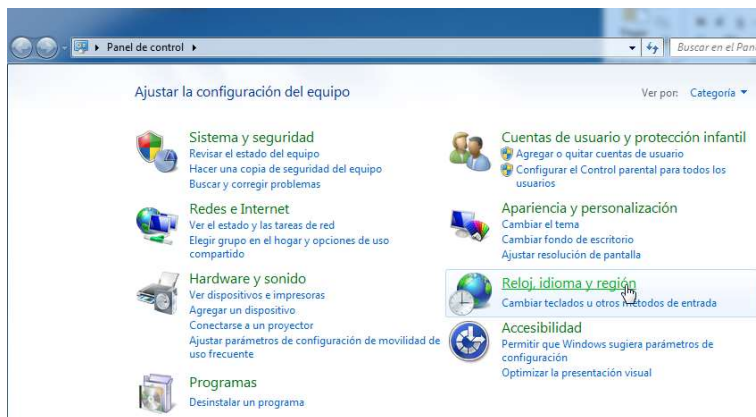 Panel de control
Buscar en el Pan
Ajustar la configuración del equipo
Ver por: Categoría
Sistema y seguridad
Revisar el estado del equipo
Hacer una copia de seguridad del equipo
Buscar y corregir problemas
Redes e Internet
Ver el estado y las tareas de red
Elegir grupo en el hogar y opciones de uso
compartido
Hardware y sonido
Ver dispositivos e impresoras
Agregar un dispositivo
Conectarse a un proyector
Ajustar parámetros de configuración de movilidad de
uso frecuente
Programas
Desinstalar un programa
Cuentas de usuario y protección infantil
Agregar o quitar cuentas de usuario
Configurar el Control parental para todos los
usuarios
Apariencia y personalización
Cambiar el tema
Cambiar fondo de escritorio
Ajustar resolución de pantalla
Reloj, idioma y región
Cambiar teclados u otros métodos de entrada
Accesibilidad
Permitir que Windows sugiera parámetros de
configuración
Optimizar la presentación visual